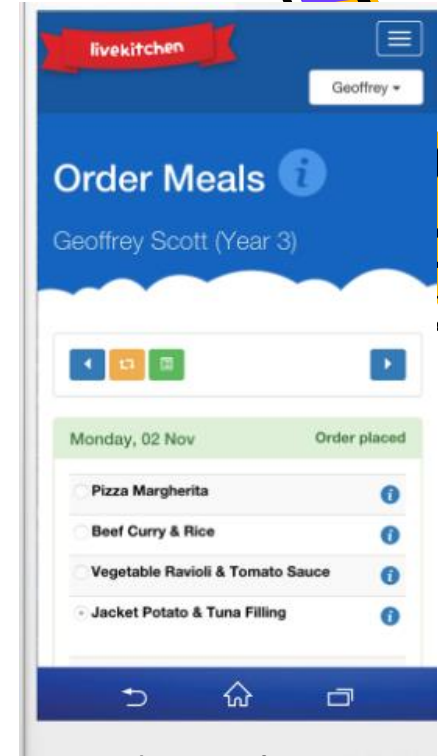 livekitchen
Geoffrey
Order Meals i
Geoffrey Scott (Year 3)
Monday, 02 Nov Order placed
Pizza Margherita i
Beef Curry & Rice i
Vegetable Ravioli & Tomato Sauce i
Jacket Potato & Tuna Filling i